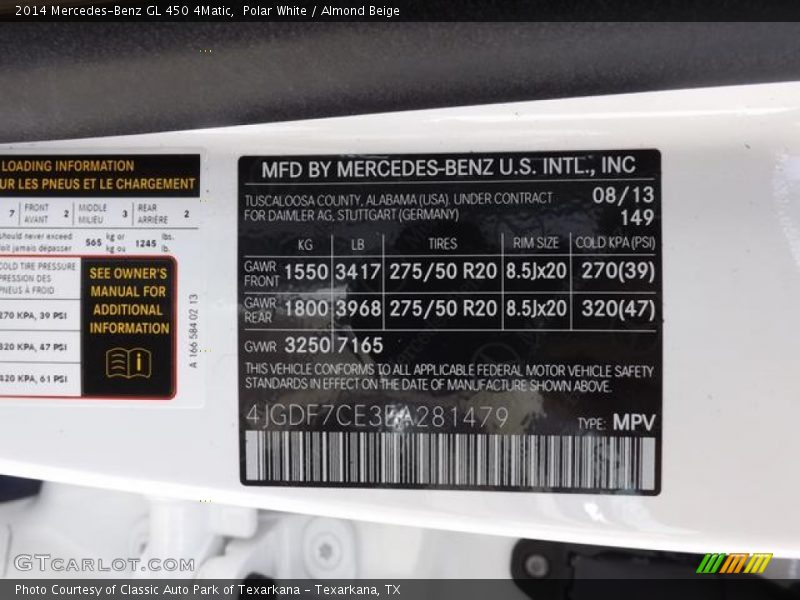 2014 Mercedes-Benz GL 450 4Matic, Polar White / Almond Beige
LOADING INFORMATION
UR LES PNEUS ET LE CHARGEMENT
7 FRONT AVANT 2 MIDDLE MILIEU 3 REAR ARRIÈRE 2
should never exceed 565 kg or 1245 lbs.
doit jamais dépasser kg ou lb.
COLD TIRE PRESSURE
PRESSION DES
PNEUS À FROID
270 KPA, 39 PSI
320 KPA, 47 PSI
420 KPA, 61 PSI
SEE OWNER'S
MANUAL FOR
ADDITIONAL
INFORMATION
A 166 584 02 13
MFD BY MERCEDES-BENZ U.S. INTL., INC
TUSCALOOSA COUNTY, ALABAMA (USA). UNDER CONTRACT 08/13
FOR DAIMLER AG, STUTTGART (GERMANY) 149
KG LB TIRES RIM SIZE COLD KPA(PSI)
GAWR FRONT 1550 3417 275/50 R20 8.5Jx20 270(39)
GAWR REAR 1800 3968 275/50 R20 8.5Jx20 320(47)
GVWR 3250 7165
THIS VEHICLE CONFORMS TO ALL APPLICABLE FEDERAL MOTOR VEHICLE SAFETY
STANDARDS IN EFFECT ON THE DATE OF MANUFACTURE SHOWN ABOVE.
4JGDF7CE3EA281479 TYPE: MPV
GTcarlot.com
Photo Courtesy of Classic Auto Park of Texarkana - Texarkana, TX